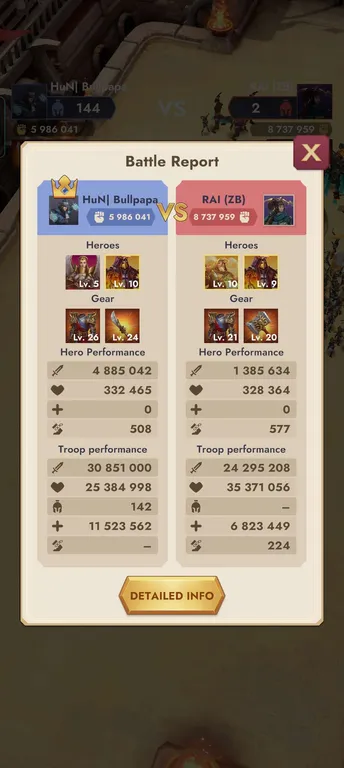 HuN| Bullpapa
144
VS
2
5 986 041
8 737 959
Battle Report
X
HuN| Bullpapa
5 986 041
VS
RAI (ZB)
8 737 959
Heroes
Heroes
Lv. 5
Lv. 10
Lv. 10
Lv. 9
Gear
Gear
Lv. 26
Lv. 24
Lv. 21
Lv. 20
Hero Performance
Hero Performance
4 885 042
1 385 634
332 465
328 364
0
0
508
577
Troop performance
Troop performance
30 851 000
24 295 208
25 384 998
35 371 056
142
–
11 523 562
6 823 449
–
224
DETAILED INFO